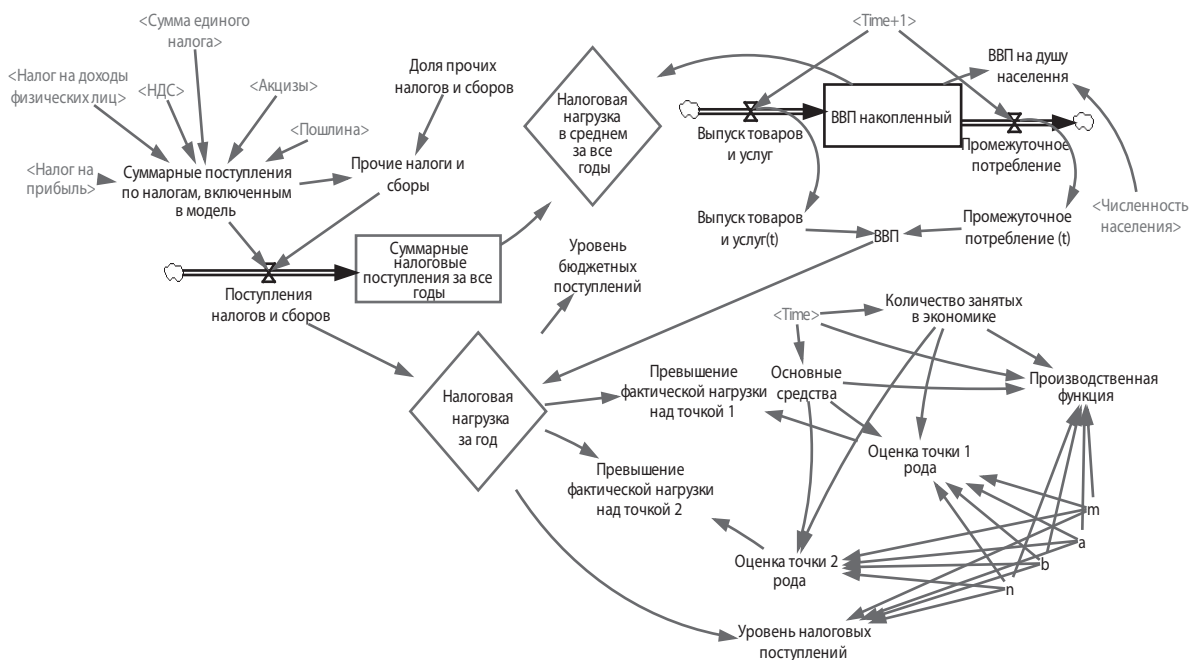 <Сумма единого
налога>
<Налог на доходы
физических лиц>
<НДС>
<Акцизы>
<Пошлина>
<Налог на
прибыль>
Суммарные поступления
по налогам, включенным
в модель
Доля прочих
налогов и сборов
Прочие налоги и
сборы
Поступления
налогов и сборов
Суммарные
налоговые
поступления за все
годы
Налоговая
нагрузка
в среднем
за все
годы
<Time+1>
ВВП на душу
населення
Выпуск товаров
и услуг
ВВП накопленный
Промежуточное
потребление
<Численность
населения>
Выпуск товаров
и услуг(t)
ВВП
Промежуточное
потребление (t)
Уровень
бюджетных
поступлений
<Time>
Количество занятых
в экономике
Налоговая
нагрузка
за год
Превышение
фактической нагрузки
над точкой 1
Основные
средства
Производственная
функция
Превышение
фактической нагрузки
над точкой 2
Оценка точки 1
рода
Оценка точки 2
рода
m
a
b
n
Уровень налоговых
поступлений